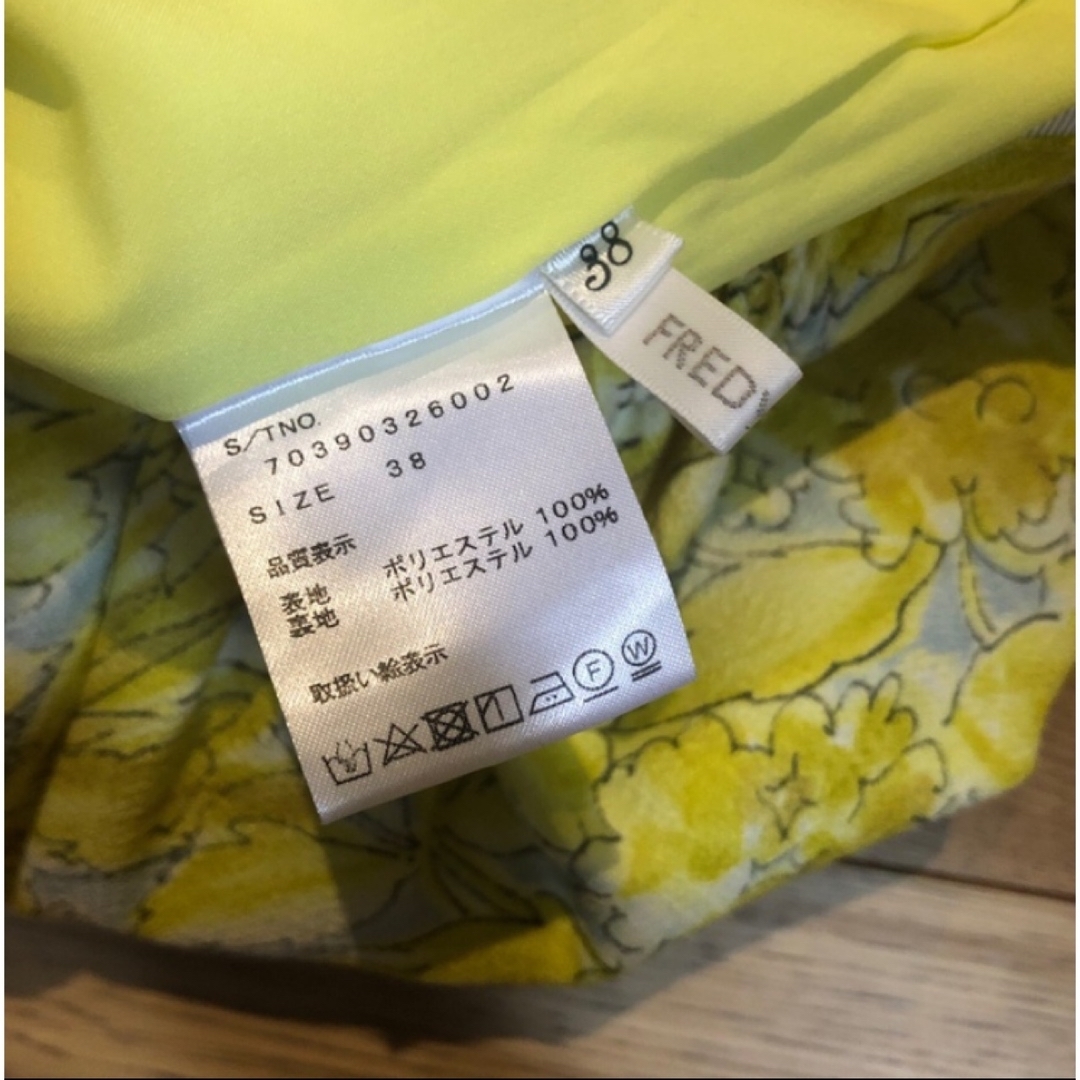 38
FRED
S/TNO.
70390326002
SIZE 38
品質表示
表地 ポリエステル 100%
裏地 ポリエステル 100%
取扱い絵表示
F
W